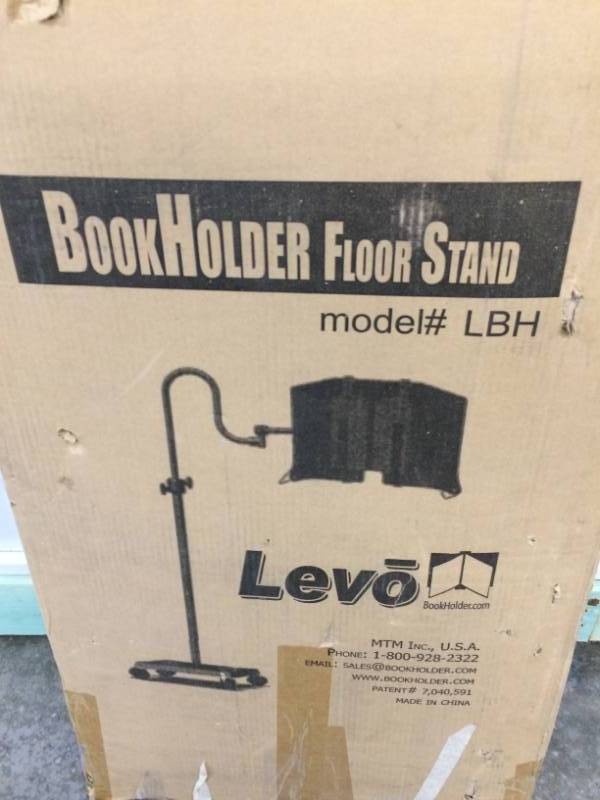 BOOKHOLDER FLOOR STAND
model# LBH
Levō
BookHolder.com
MTM INC., U.S.A.
PHONE: 1-800-928-2322
EMAIL: SALES@BOOKHOLDER.COM
WWW.BOOKHOLDER.COM
PATENT# 7,040,591
MADE IN CHINA